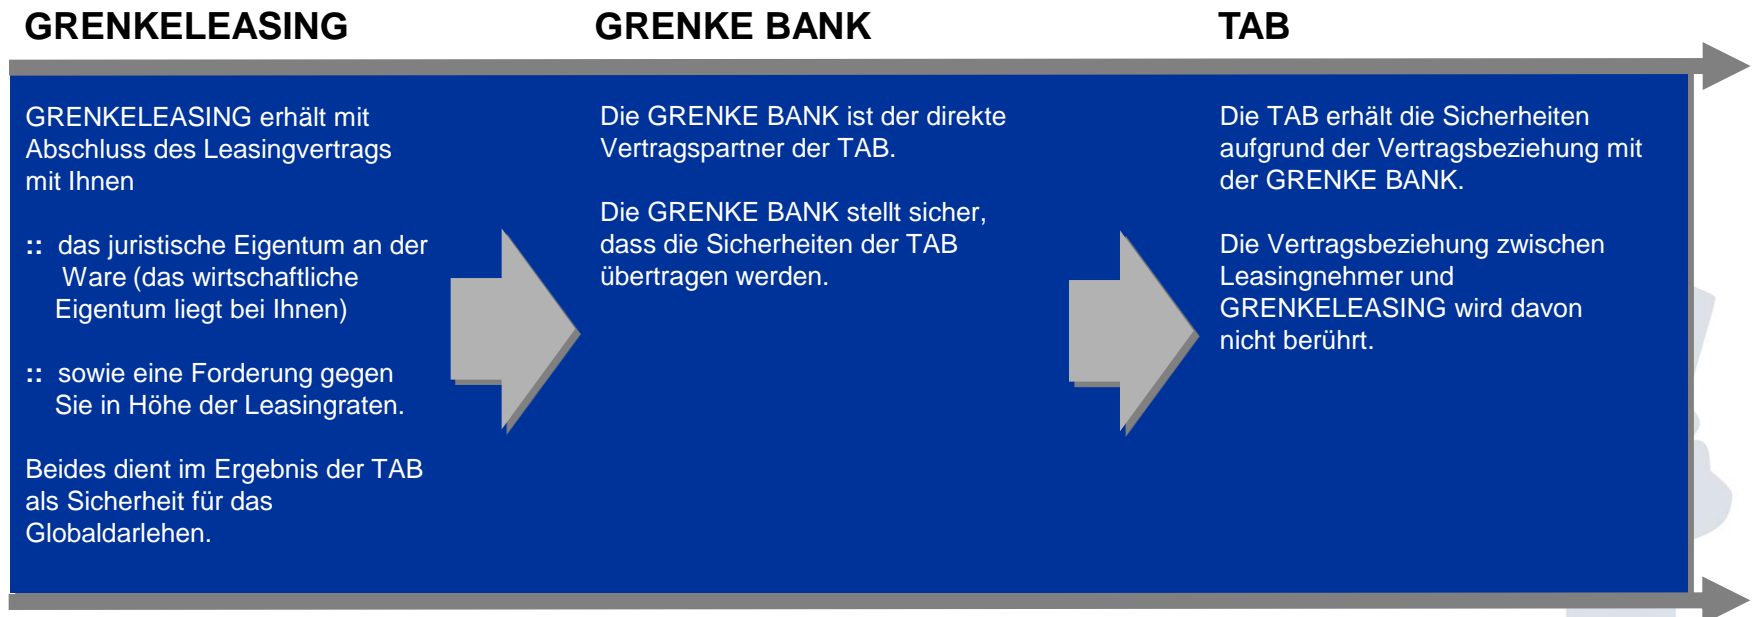 GRENKELEASING
GRENKE BANK
TAB
GRENKELEASING erhält mit
Abschluss des Leasingvertrags
mit Ihnen
:: das juristische Eigentum an der
Ware (das wirtschaftliche
Eigentum liegt bei Ihnen)
:: sowie eine Forderung gegen
Sie in Höhe der Leasingraten.
Beides dient im Ergebnis der TAB
als Sicherheit für das
Globaldarlehen.
Die GRENKE BANK ist der direkte
Vertragspartner der TAB.
Die GRENKE BANK stellt sicher,
dass die Sicherheiten der TAB
übertragen werden.
Die TAB erhält die Sicherheiten
aufgrund der Vertragsbeziehung mit
der GRENKE BANK.
Die Vertragsbeziehung zwischen
Leasingnehmer und
GRENKELEASING wird davon
nicht berührt.